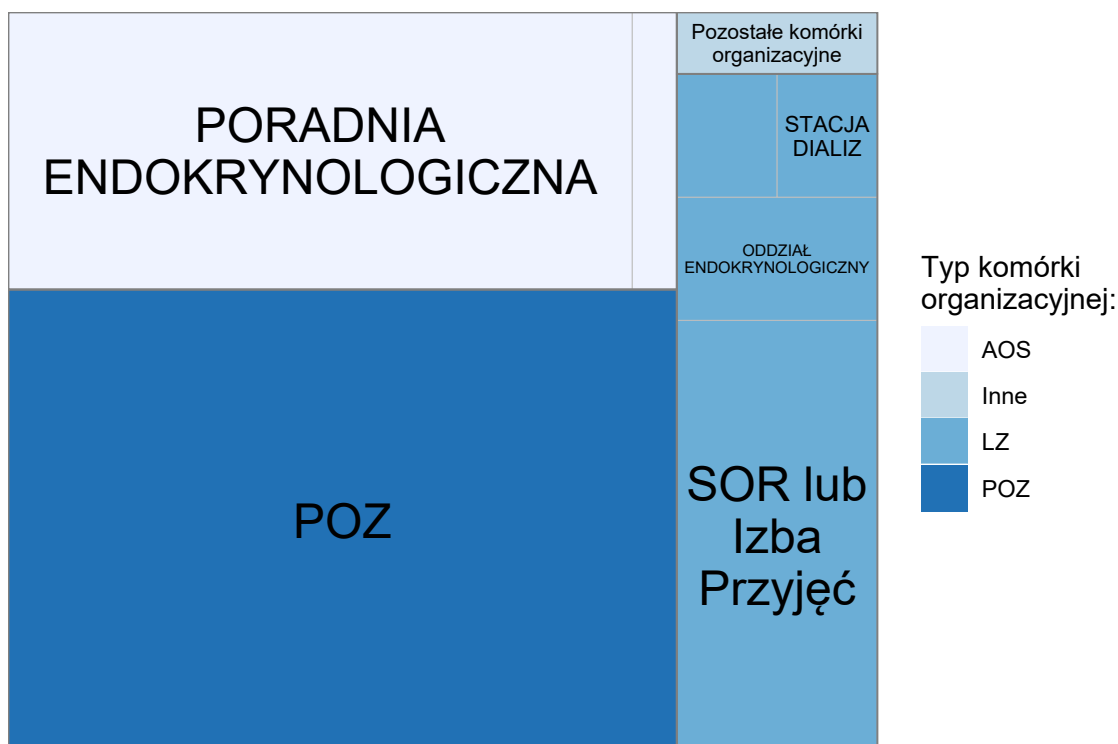 PORADNIA
ENDOKRYNOLOGICZNA
Pozostałe komórki
organizacyjne
STACJA
DIALIZ
ODDZIAŁ
ENDOKRYNOLOGICZNY
POZ
SOR lub
Izba
Przyjęć
Typ komórki
organizacyjnej:
AOS
Inne
LZ
POZ